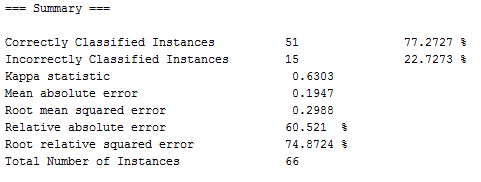 === Summary ===
Correctly Classified Instances 51 77.2727 %
Incorrectly Classified Instances 15 22.7273 %
Kappa statistic 0.6303
Mean absolute error 0.1947
Root mean squared error 0.2988
Relative absolute error 60.521 %
Root relative squared error 74.8724 %
Total Number of Instances 66